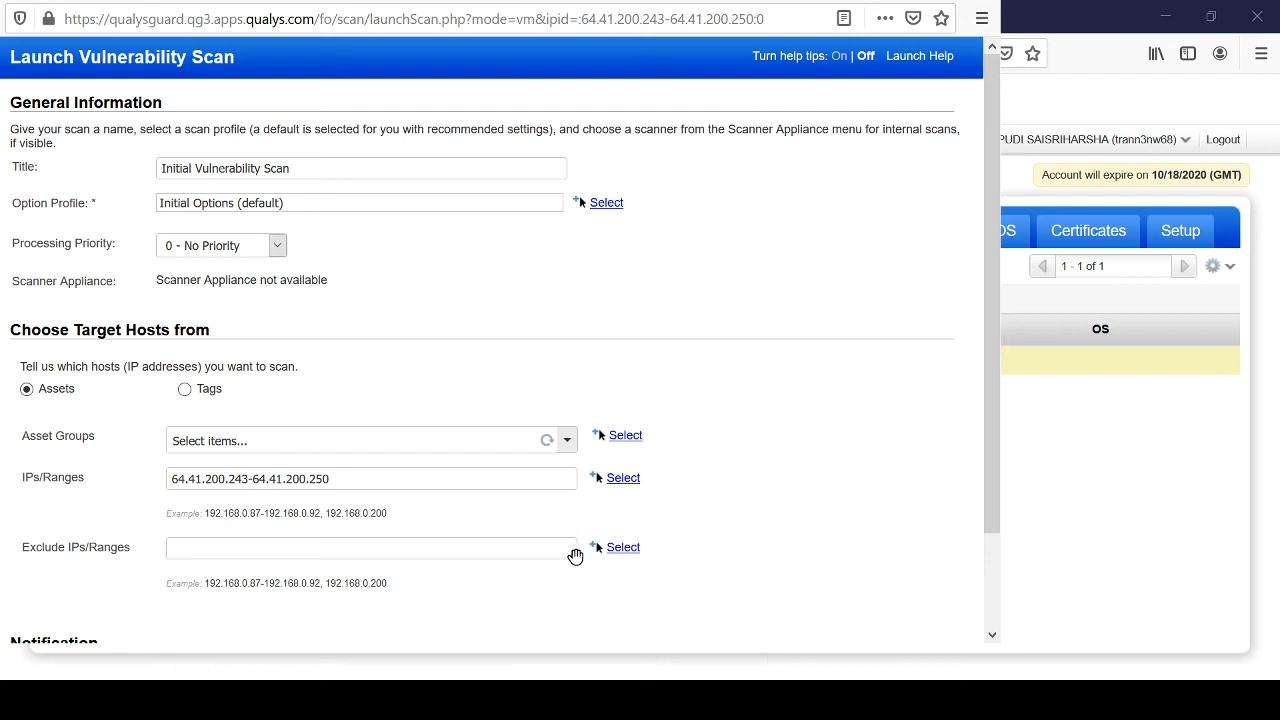 https://qualysguard.qg3.apps.qualys.com/fo/scan/launchScan.php?mode=vm&ipid=:64.41.200.243-64.41.200.250:0
Launch Vulnerability Scan
Turn help tips: On | Off Launch Help
General Information
Give your scan a name, select a scan profile (a default is selected for you with recommended settings), and choose a scanner from the Scanner Appliance menu for internal scans,
if visible.
Title: Initial Vulnerability Scan
Option Profile: * Initial Options (default) Select
Processing Priority: 0 - No Priority
Scanner Appliance: Scanner Appliance not available
Choose Target Hosts from
Tell us which hosts (IP addresses) you want to scan.
Assets Tags
Asset Groups Select items... Select
IPs/Ranges 64.41.200.243-64.41.200.250 Select
Example: 192.168.0.87-192.168.0.92, 192.168.0.200
Exclude IPs/Ranges Select
Example: 192.168.0.87-192.168.0.92, 192.168.0.200
Notification
PUDI SAISRIHARSHA (trann3nw68) Logout
Account will expire on 10/18/2020 (GMT)
OS Certificates Setup
1 - 1 of 1
OS